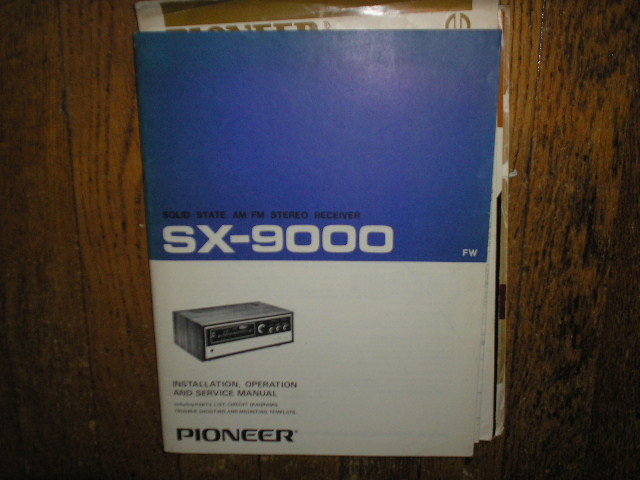 PIONEER®
SOLID STATE AM FM STEREO RECEIVER
SX-9000
FW
INSTALLATION, OPERATION
AND SERVICE MANUAL
PIONEER®